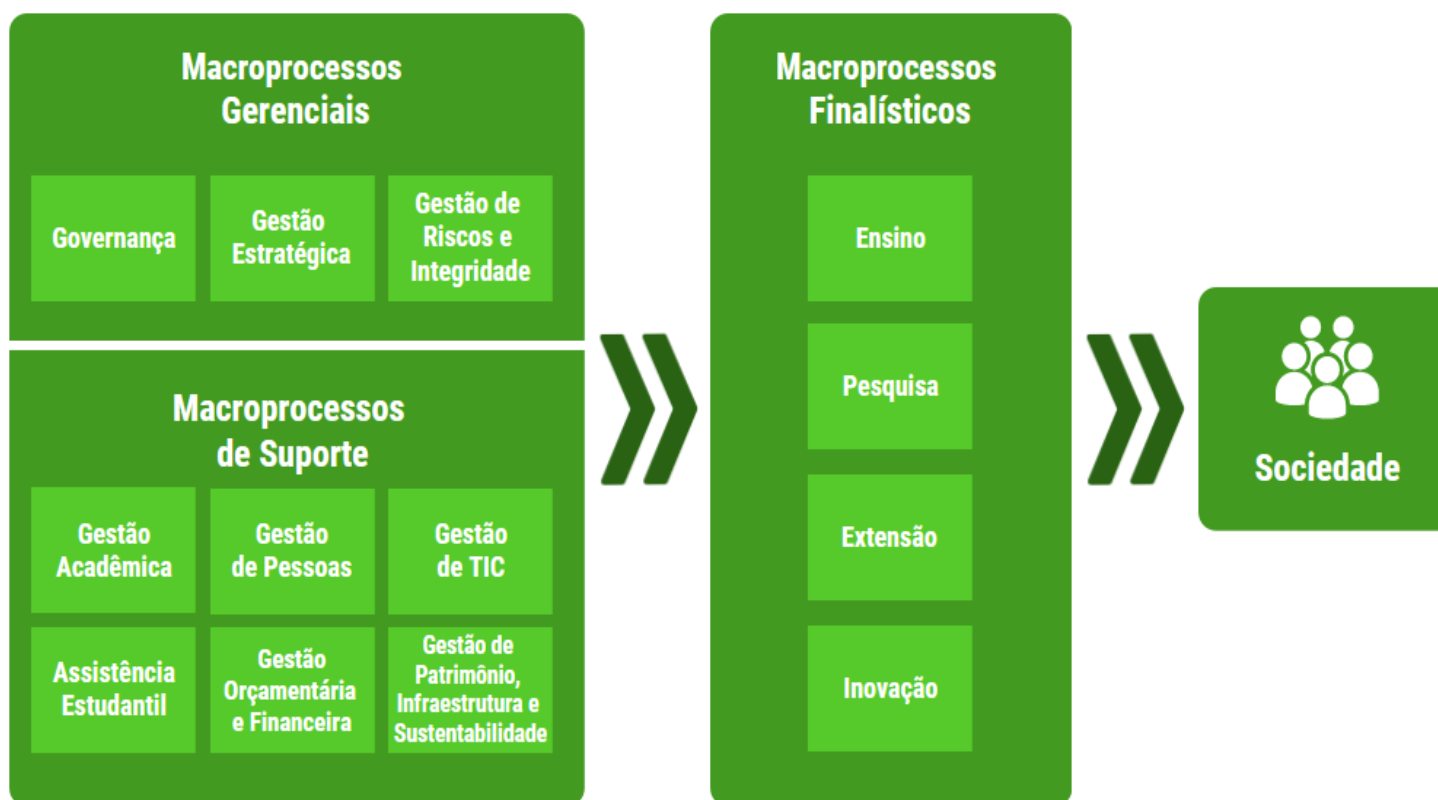 Macroprocessos
Gerenciais
Governança
Gestão
Estratégica
Gestão de
Riscos e
Integridade
Macroprocessos
de Suporte
Gestão
Acadêmica
Gestão
de Pessoas
Gestão
de TIC
Assistência
Estudantil
Gestão
Orçamentária
e Financeira
Gestão de
Patrimônio,
Infraestrutura e
Sustentabilidade
Macroprocessos
Finalísticos
Ensino
Pesquisa
Extensão
Inovação
Sociedade